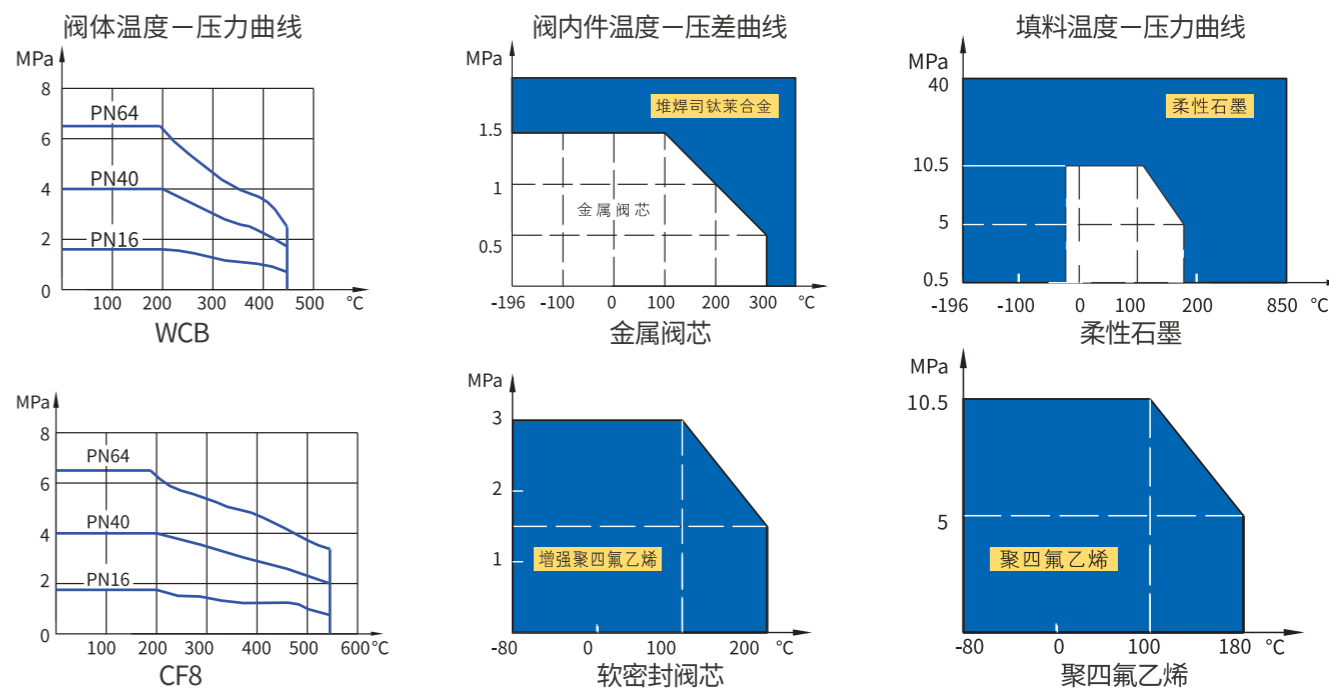 阀体温度－压力曲线
MPa
8
6
4
2
0
PN64
PN40
PN16
100 200 300 400 500 ℃
WCB
阀内件温度－压差曲线
MPa
1.5
1
0.5
堆焊司钛莱合金
金属阀芯
-196 -100 0 100 200 300 ℃
金属阀芯
填料温度－压力曲线
MPa
40
10.5
5
0.5
柔性石墨
-196 -100 0 100 200 850 ℃
柔性石墨
MPa
8
6
4
2
0
PN64
PN40
PN16
100 200 300 400 500 600℃
CF8
MPa
3
2
1
增强聚四氟乙烯
-80 0 100 200 ℃
软密封阀芯
MPa
10.5
5
聚四氟乙烯
-80 0 100 180 ℃
聚四氟乙烯